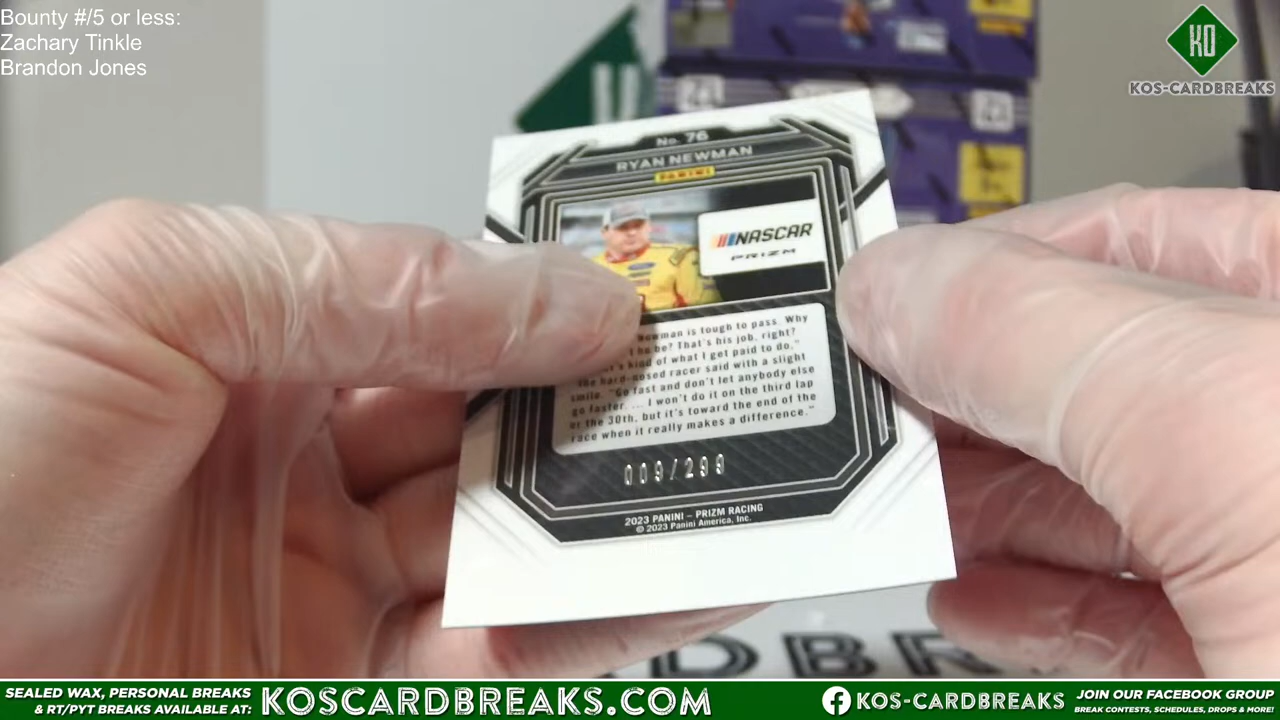 Bounty #/5 or less:
Zachary Tinkle
Brandon Jones
KO
KOS-CARDBREAKS
No. 76
RYAN NEWMAN
PANINI
NASCAR
PRIZM
Newman is tough to pass. Why
he be? That's his job, right?
kind of what I get paid to do,"
the hard-nosed racer said with a slight
smile. "Go fast and don't let anybody else
go faster. ... I won't do it on the third lap
or the 30th, but it's toward the end of the
race when it really makes a difference."
009/299
2023 PANINI – PRIZM RACING
© 2023 Panini America, Inc.
DBR
SEALED WAX, PERSONAL BREAKS
& RT/PYT BREAKS AVAILABLE AT:
KOSCARDBREAKS.COM
KOS-CARDBREAKS
JOIN OUR FACEBOOK GROUP
BREAK CONTESTS, SCHEDULES, DROPS & MORE!